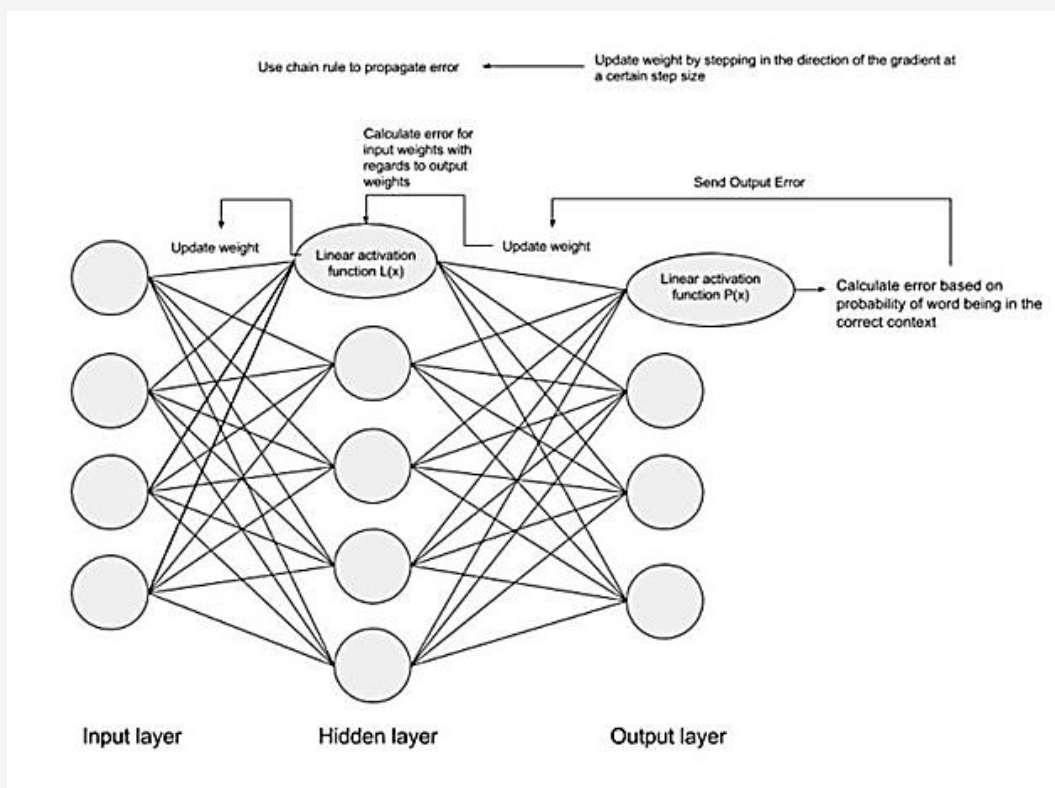 Use chain rule to propagate error
Update weight by stepping in the direction of the gradient at
a certain step size
Calculate error for
input weights with
regards to output
weights
Send Output Error
Update weight
Update weight
Linear activation
function L(x)
Linear activation
function P(x)
Calculate error based on
probability of word being in the
correct context
Input layer
Hidden layer
Output layer